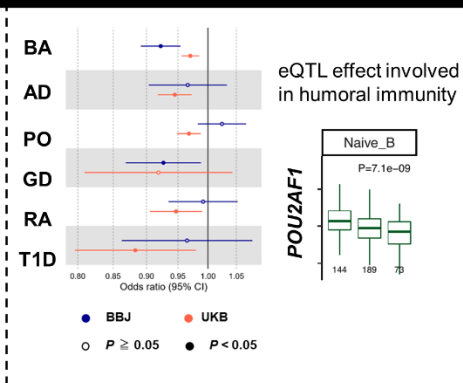 BA
AD
PO
GD
RA
T1D
0.80 0.85 0.90 0.95 1.00 1.05
Odds ratio (95% CI)
BBJ UKB
P ≧ 0.05 P < 0.05
eQTL effect involved
in humoral immunity
Naive_B
P=7.1e−09
POU2AF1
144 189 73